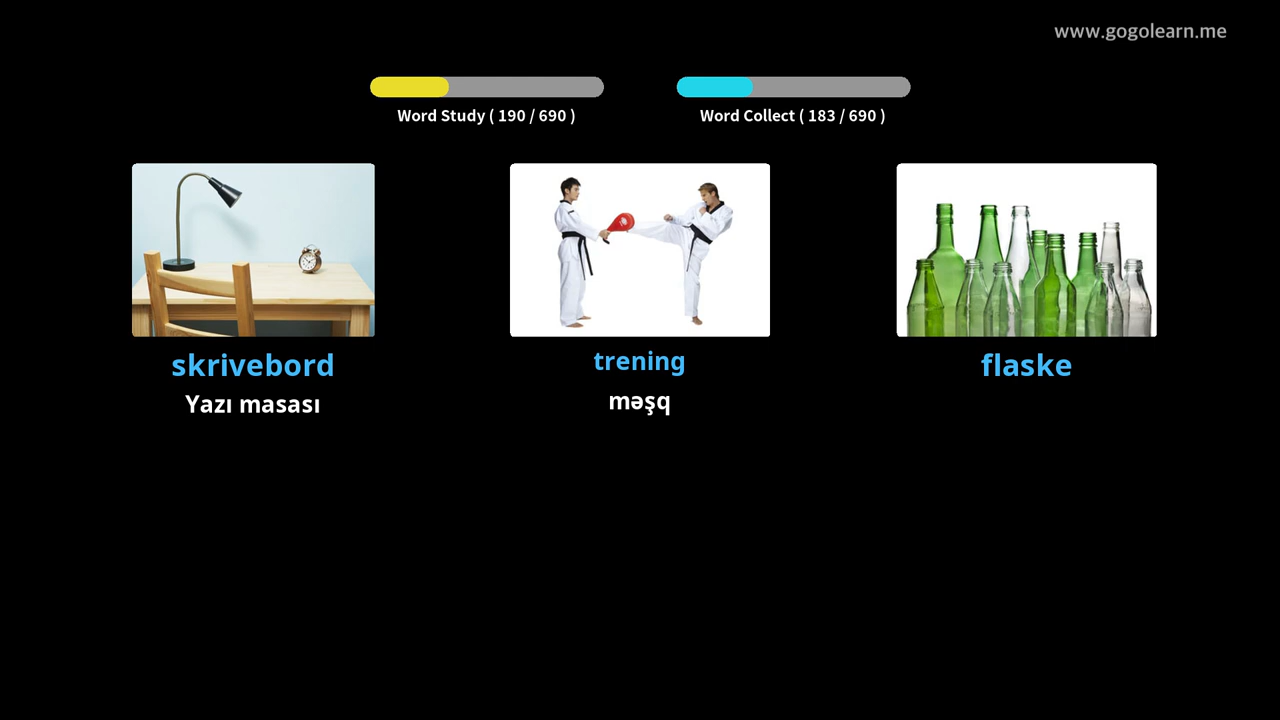 www.gogolearn.me
Word Study ( 190 / 690 )
Word Collect ( 183 / 690 )
skrivebord
Yazı masası
trening
məşq
flaske